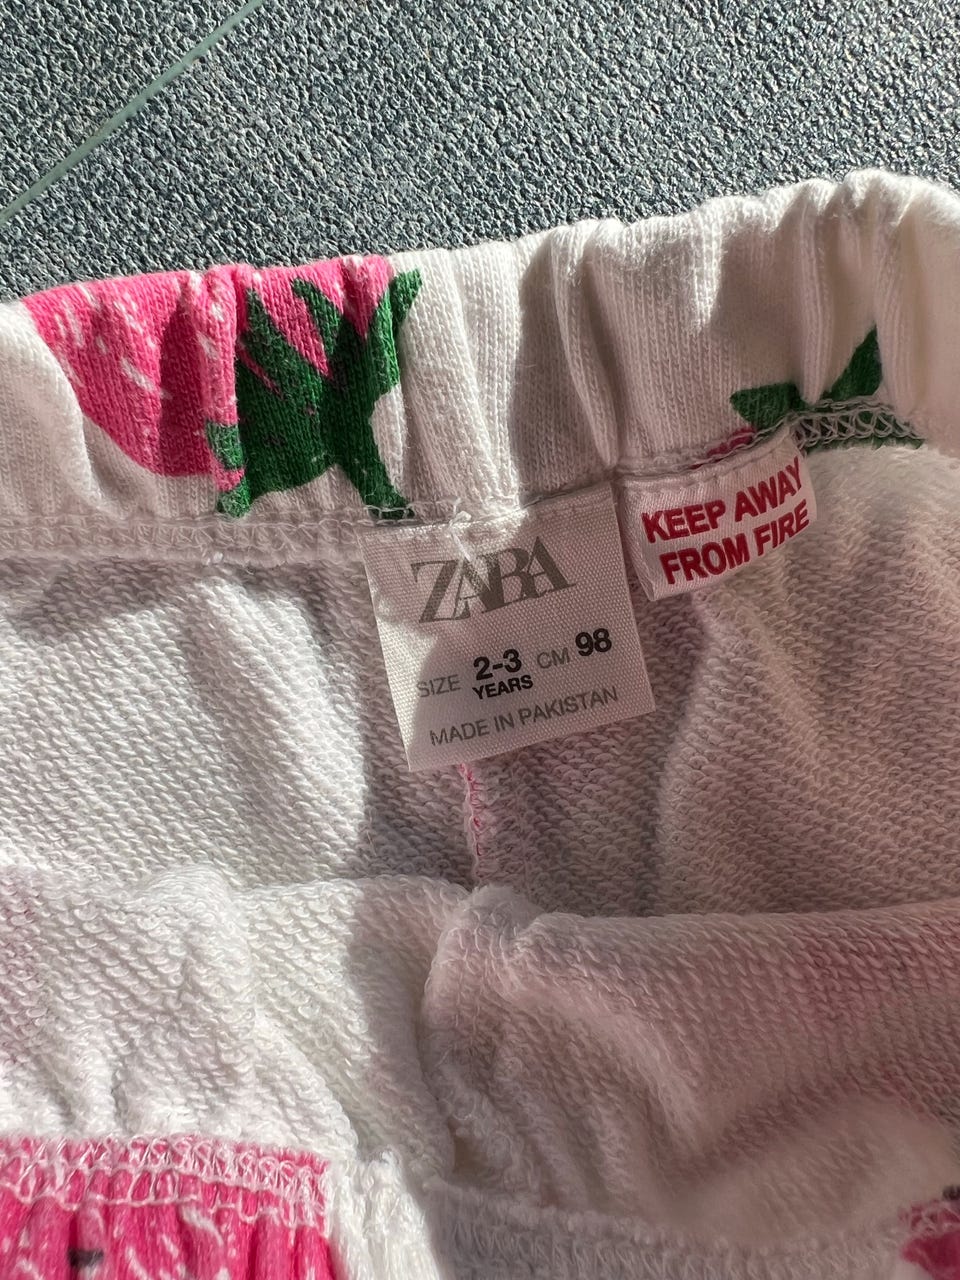 ZARA
SIZE 2-3 YEARS CM 98
MADE IN PAKISTAN
KEEP AWAY
FROM FIRE